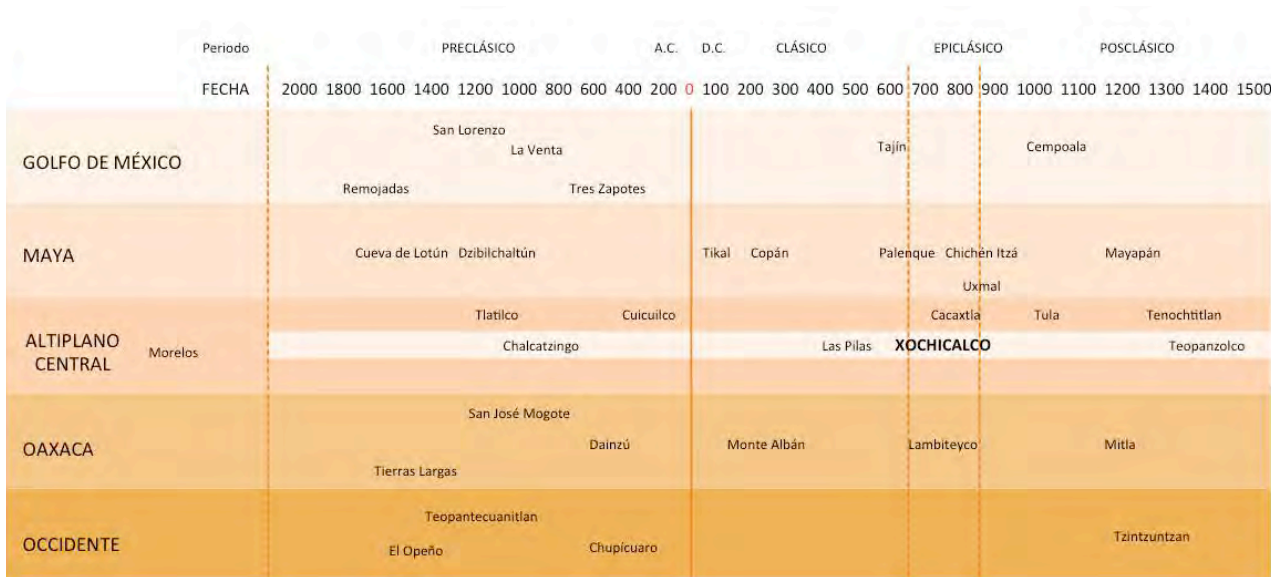 Periodo PRECLÁSICO A.C. D.C. CLÁSICO EPICLÁSICO POSCLÁSICO
FECHA 2000 1800 1600 1400 1200 1000 800 600 400 200 0 100 200 300 400 500 600 700 800 900 1000 1100 1200 1300 1400 1500
San Lorenzo
La Venta Tajín Cempoala
GOLFO DE MÉXICO
Remojadas Tres Zapotes
MAYA Cueva de Lotún Dzibilchaltún Tikal Copán Palenque Chichén Itzá Mayapán
Uxmal
Tlatilco Cuicuilco Cacaxtla Tula Tenochtitlan
ALTIPLANO CENTRAL Morelos Chalcatzingo Las Pilas XOCHICALCO Teopanzolco
San José Mogote
OAXACA Dainzú Monte Albán Lambiteyco Mitla
Tierras Largas
Teopantecuanitlan
OCCIDENTE El Opeño Chupícuaro Tzintzuntzan